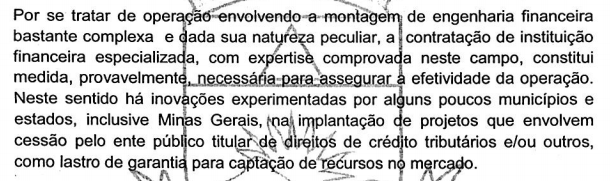 Por se tratar de operação envolvendo a montagem de engenharia financeira
bastante complexa e dada sua natureza peculiar, a contratação de instituição
financeira especializada, com expertise comprovada neste campo, constitui
medida, provavelmente, necessária para assegurar a efetividade da operação.
Neste sentido há inovações experimentadas por alguns poucos municípios e
estados, inclusive Minas Gerais, na implantação de projetos que envolvem
cessão pelo ente público titular de direitos de crédito tributários e/ou outros,
como lastro de garantia para captação de recursos no mercado.